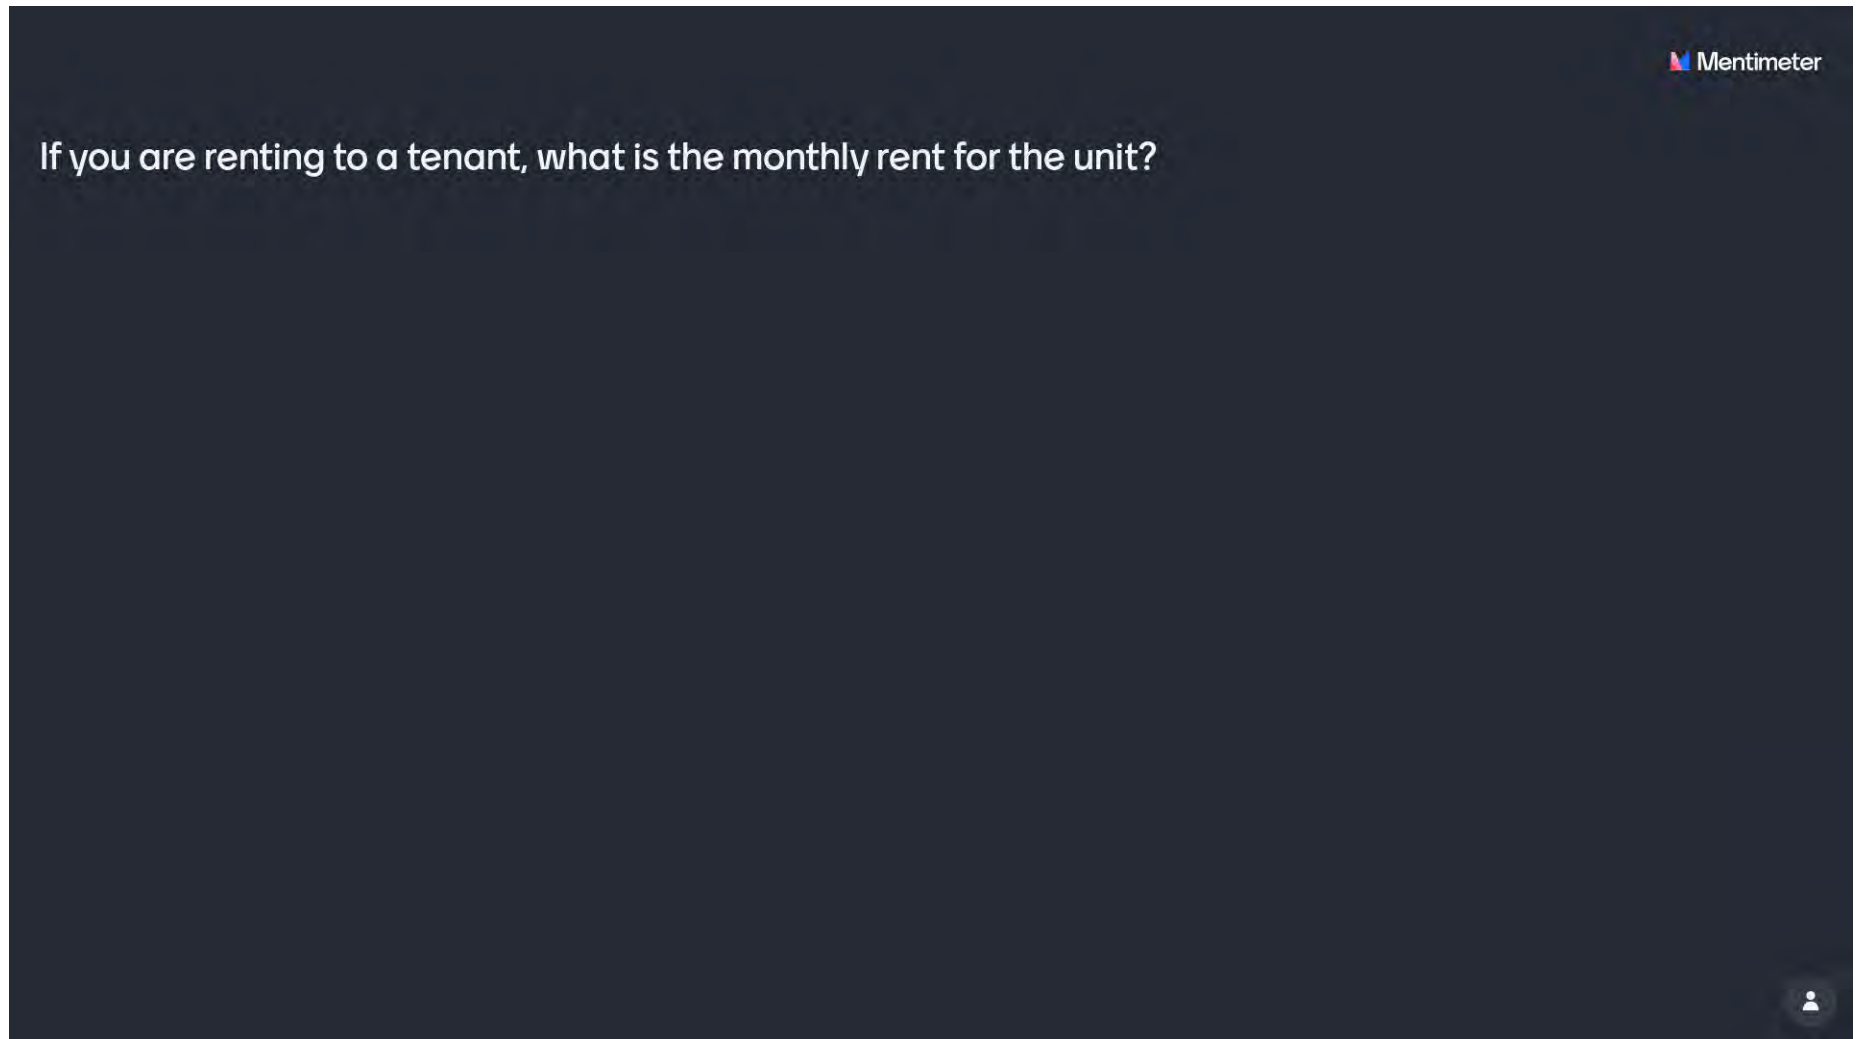 Mentimeter
If you are renting to a tenant, what is the monthly rent for the unit?